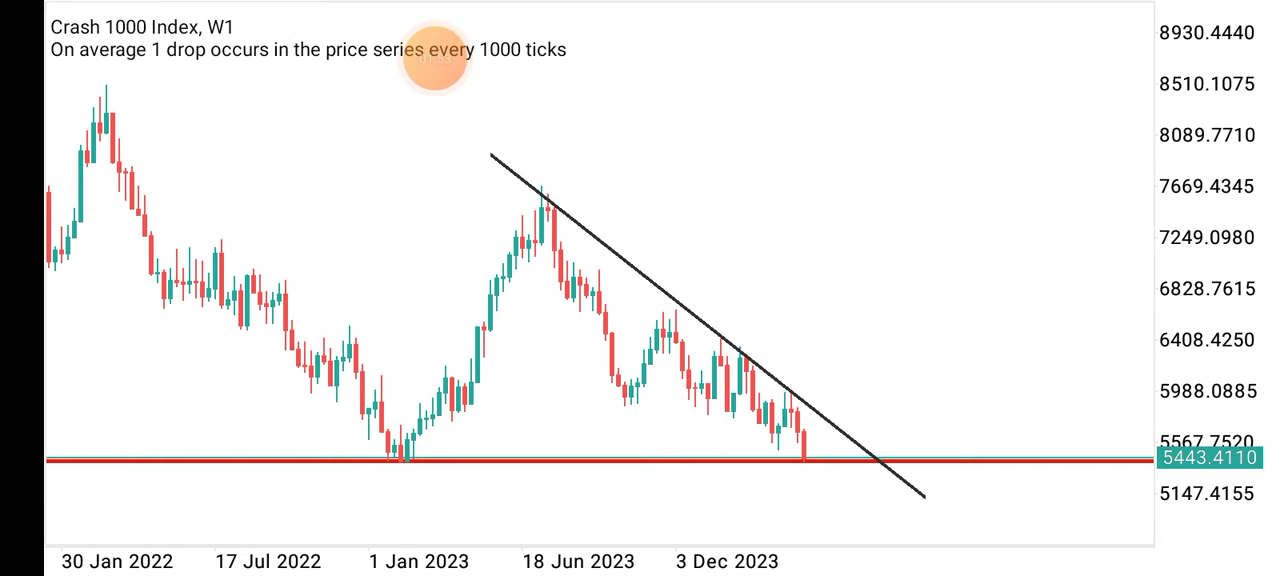 Crash 1000 Index, W1
On average 1 drop occurs in the price series every 1000 ticks
01:53
8930.4440
8510.1075
8089.7710
7669.4345
7249.0980
6828.7615
6408.4250
5988.0885
5567.7520
5443.4110
5147.4155
30 Jan 2022
17 Jul 2022
1 Jan 2023
18 Jun 2023
3 Dec 2023